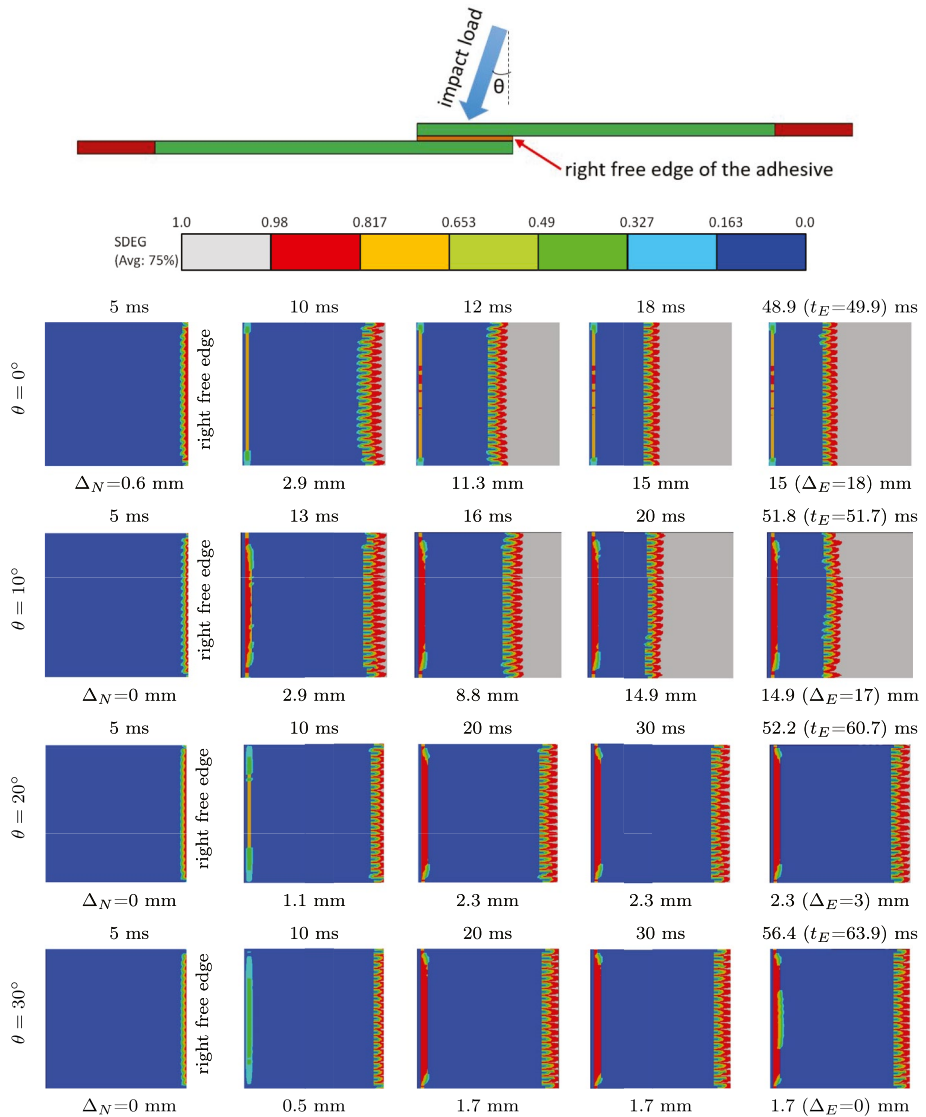 impact load
θ
right free edge of the adhesive
1.0 0.98 0.817 0.653 0.49 0.327 0.163 0.0
SDEG
(Avg: 75%)
5 ms 10 ms 12 ms 18 ms 48.9 (t_E=49.9) ms
θ = 0°
right free edge
Δ_N=0.6 mm 2.9 mm 11.3 mm 15 mm 15 (Δ_E=18) mm
5 ms 13 ms 16 ms 20 ms 51.8 (t_E=51.7) ms
θ = 10°
right free edge
Δ_N=0 mm 2.9 mm 8.8 mm 14.9 mm 14.9 (Δ_E=17) mm
5 ms 10 ms 20 ms 30 ms 52.2 (t_E=60.7) ms
θ = 20°
right free edge
Δ_N=0 mm 1.1 mm 2.3 mm 2.3 mm 2.3 (Δ_E=3) mm
5 ms 10 ms 20 ms 30 ms 56.4 (t_E=63.9) ms
θ = 30°
right free edge
Δ_N=0 mm 0.5 mm 1.7 mm 1.7 mm 1.7 (Δ_E=0) mm